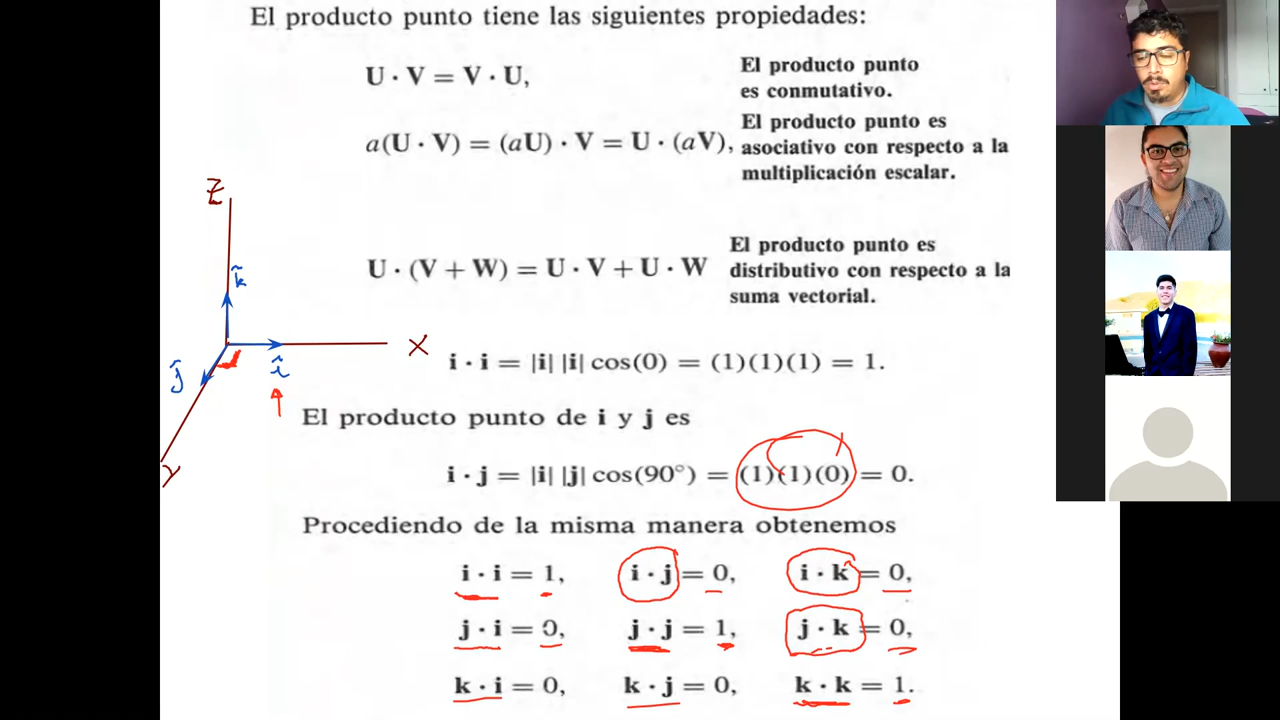 El producto punto tiene las siguientes propiedades:
U · V = V · U,
El producto punto
es conmutativo.
a(U · V) = (aU) · V = U · (aV),
El producto punto es
asociativo con respecto a la
multiplicación escalar.
U · (V + W) = U · V + U · W
El producto punto es
distributivo con respecto a la
suma vectorial.
Z
k̂
X
ĵ
î
Y
i · i = |i| |i| cos(0) = (1)(1)(1) = 1.
El producto punto de i y j es
i · j = |i| |j| cos(90°) = (1)(1)(0) = 0.
Procediendo de la misma manera obtenemos
i · i = 1, i · j = 0, i · k = 0,
j · i = 0, j · j = 1, j · k = 0,
k · i = 0, k · j = 0, k · k = 1.